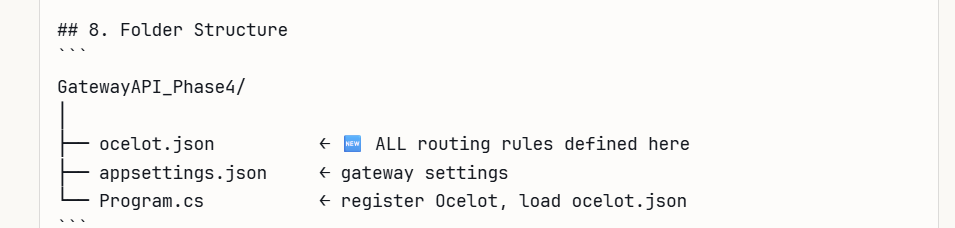 ## 8. Folder Structure
```
GatewayAPI_Phase4/
│
├── ocelot.json          ← 🆕 ALL routing rules defined here
├── appsettings.json     ← gateway settings
└── Program.cs           ← register Ocelot, load ocelot.json
```